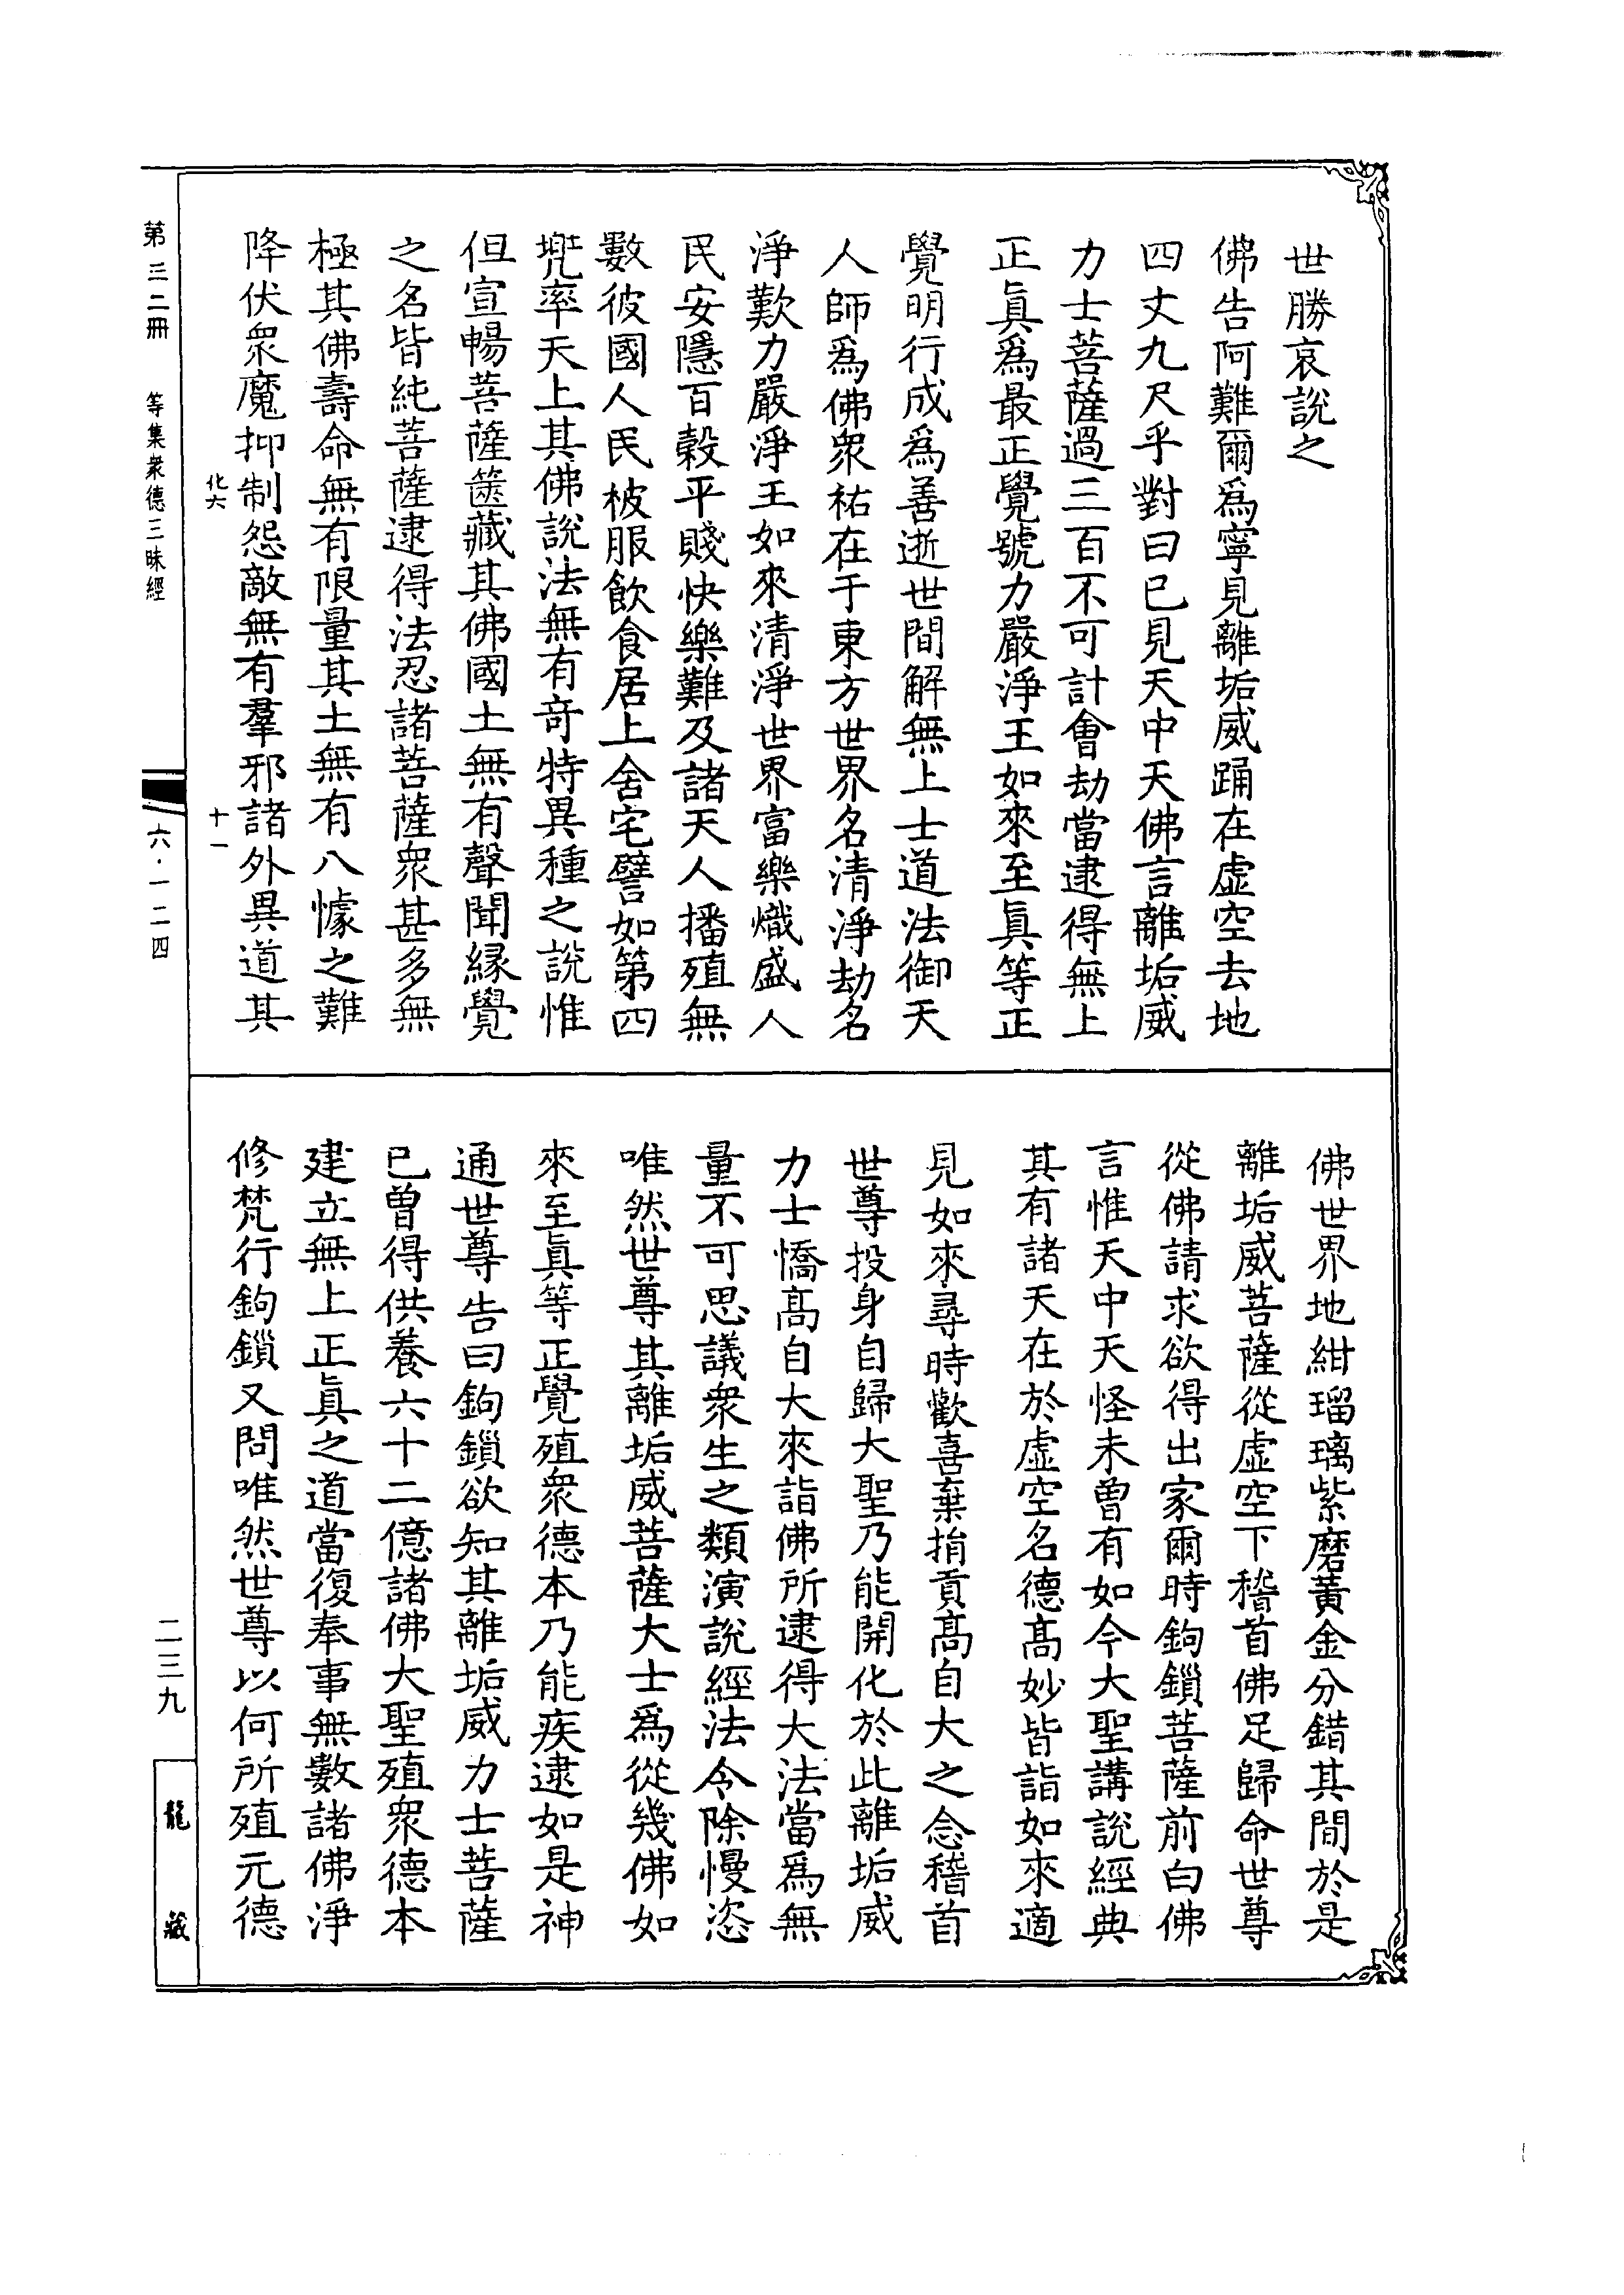 世勝哀說之
佛告阿難爾爲寧見離垢威踊在虛空去地
四丈九尺乎對曰已見天中天佛言離垢威
力士菩薩過三百不可計會劫當逮得無上
正眞爲最正覺號力嚴淨王如來至眞等正
覺明行成爲善逝世間解無上士道法御天
人師爲佛衆祐在于東方世界名清淨劫名
淨歎力嚴淨王如來清淨世界富樂熾盛人
民安隱百穀平賤快樂難及諸天人播殖無
數彼國人民柀服飮食居上舍宅譬如第四
兜率天上其佛說法無有奇特異種之說惟
但宣暢菩薩篋藏其佛國土無有聲聞緣覺
之名皆純菩薩逮得法忍諸菩薩衆甚多無
極其佛壽命無有限量其土無有八懅之難
降伏衆魔抑制怨敵無有羣邪諸外異道其
佛世界地紺瑠璃紫磨黃金分錯其間於是
離垢威菩薩從虛空下稽首佛足歸命世尊
從佛請求欲得出家爾時鉤鎖菩薩前白佛
言惟天中天怪未曾有如今大聖講說經典
其有諸天在於虛空名德高妙皆詣如來適
見如來尋時歡喜棄捐貢高自大之念稽首
世尊投身自歸大聖乃能開化於此離垢威
力士憍高自大來詣佛所逮得大法當爲無
量不可思議衆生之類演說經法令除慢恣
唯然世尊其離垢威菩薩大士爲從幾佛如
來至眞等正覺殖衆德本乃能疾逮如是神
通世尊告曰鉤鎖欲知其離垢威力士菩薩
已曾得供養六十二億諸佛大聖殖衆德本
建立無上正眞之道當復奉事無數諸佛淨
修梵行鉤鎖又問唯然世尊以何所殖元德
化六
十一
第三二冊
等集衆德三昧經
六·一二四
二三九
龍藏